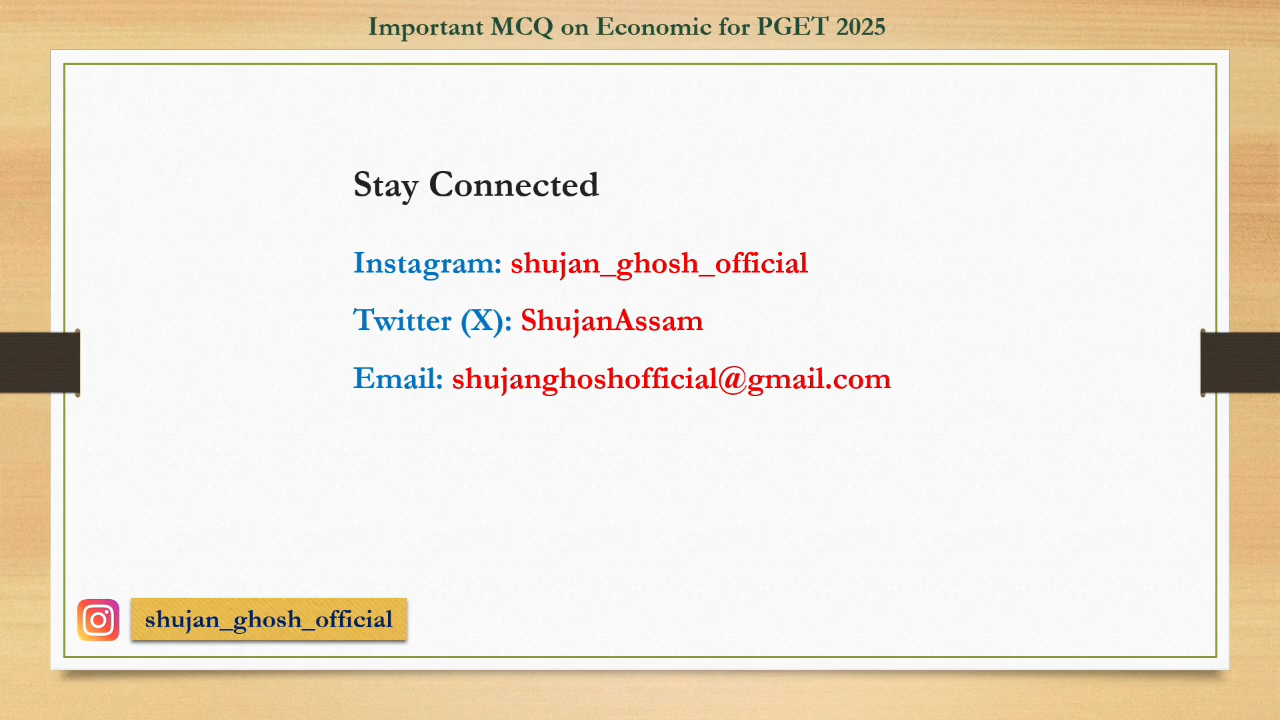 Important MCQ on Economic for PGET 2025
Stay Connected
Instagram: shujan_ghosh_official
Twitter (X): ShujanAssam
Email: shujanghoshofficial@gmail.com
shujan_ghosh_official